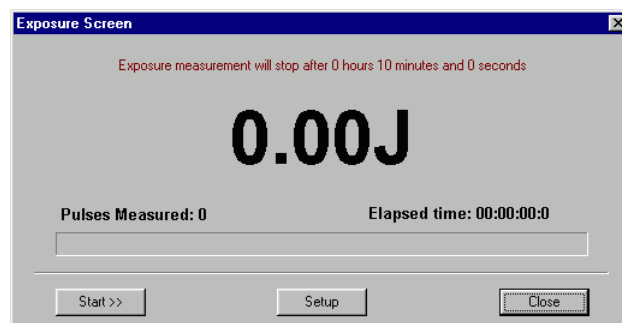 Exposure Screen
Exposure measurement will stop after 0 hours 10 minutes and 0 seconds
0.00J
Pulses Measured: 0 Elapsed time: 00:00:00:0
Start >> Setup Close